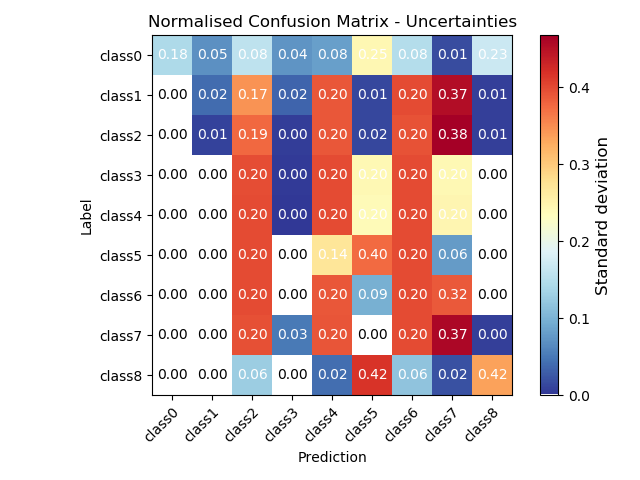 Normalised Confusion Matrix - Uncertainties
class0 0.18 0.05 0.08 0.04 0.08 0.25 0.08 0.01 0.23
class1 0.00 0.02 0.17 0.02 0.20 0.01 0.20 0.37 0.01
class2 0.00 0.01 0.19 0.00 0.20 0.02 0.20 0.38 0.01
class3 0.00 0.00 0.20 0.00 0.20 0.20 0.20 0.20 0.00
class4 0.00 0.00 0.20 0.00 0.20 0.20 0.20 0.20 0.00
class5 0.00 0.00 0.20 0.00 0.14 0.40 0.20 0.06 0.00
class6 0.00 0.00 0.20 0.00 0.20 0.09 0.20 0.32 0.00
class7 0.00 0.00 0.20 0.03 0.20 0.00 0.20 0.37 0.00
class8 0.00 0.00 0.06 0.00 0.02 0.42 0.06 0.02 0.42
class0 class1 class2 class3 class4 class5 class6 class7 class8
Prediction
Label
0.4
0.3
0.2
0.1
0.0
Standard deviation